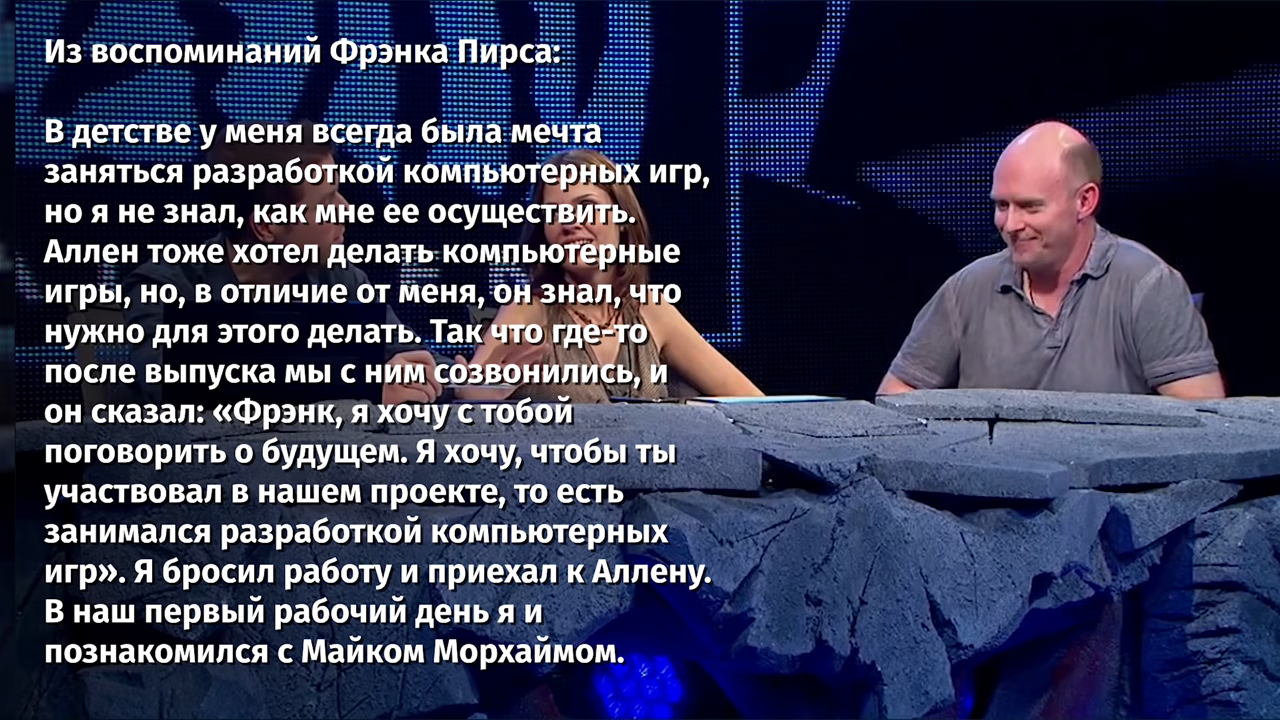 Из воспоминаний Фрэнка Пирса:
В детстве у меня всегда была мечта
заняться разработкой компьютерных игр,
но я не знал, как мне ее осуществить.
Аллен тоже хотел делать компьютерные
игры, но, в отличие от меня, он знал, что
нужно для этого делать. Так что где-то
после выпуска мы с ним созвонились, и
он сказал: «Фрэнк, я хочу с тобой
поговорить о будущем. Я хочу, чтобы ты
участвовал в нашем проекте, то есть
занимался разработкой компьютерных
игр». Я бросил работу и приехал к Аллену.
В наш первый рабочий день я и
познакомился с Майком Морхаймом.